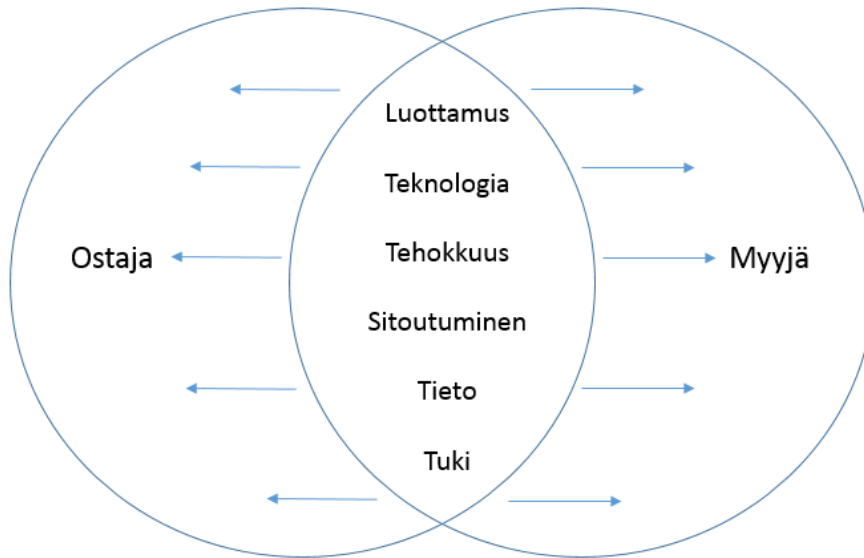 Luottamus
Teknologia
Ostaja
Tehokkuus
Myyjä
Sitoutuminen
Tieto
Tuki